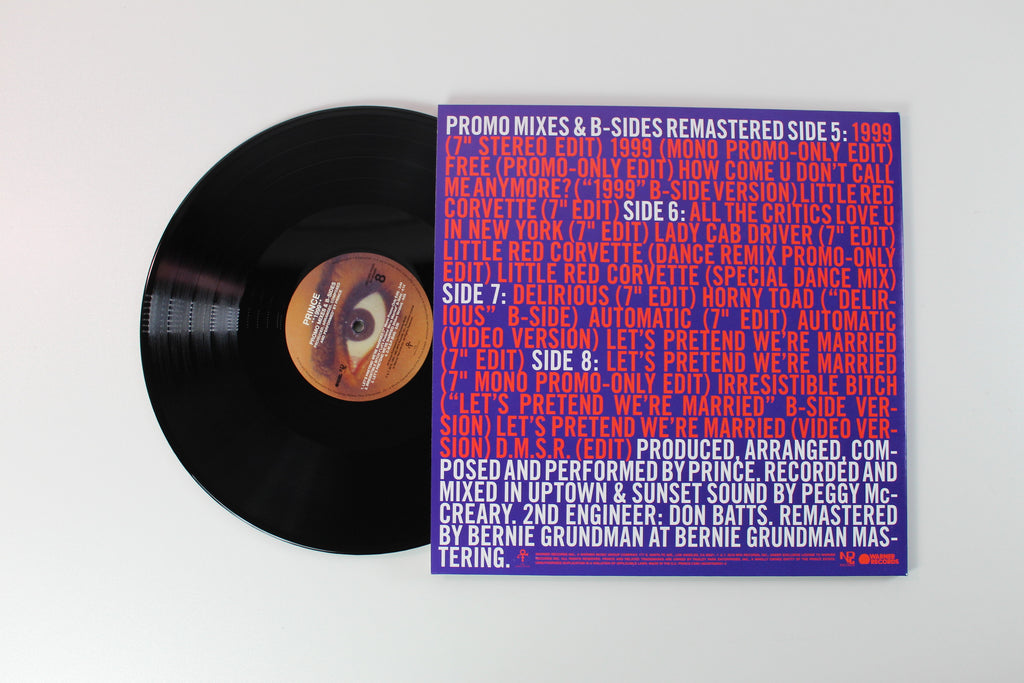 PROMO MIXES & B-SIDES REMASTERED SIDE 5: 1999
(7" STEREO EDIT) 1999 (MONO PROMO-ONLY EDIT)
FREE (PROMO-ONLY EDIT) HOW COME U DON'T CALL
ME ANYMORE? ("1999" B-SIDE VERSION) LITTLE RED
CORVETTE (7" EDIT) SIDE 6: ALL THE CRITICS LOVE U
IN NEW YORK (7" EDIT) LADY CAB DRIVER (7" EDIT)
LITTLE RED CORVETTE (DANCE REMIX PROMO-ONLY
EDIT) LITTLE RED CORVETTE (SPECIAL DANCE MIX)
SIDE 7: DELIRIOUS (7" EDIT) HORNY TOAD ("DELIR-
IOUS" B-SIDE) AUTOMATIC (7" EDIT) AUTOMATIC
(VIDEO VERSION) LET'S PRETEND WE'RE MARRIED
(7" EDIT) SIDE 8: LET'S PRETEND WE'RE MARRIED
(7" MONO PROMO-ONLY EDIT) IRRESISTIBLE BITCH
("LET'S PRETEND WE'RE MARRIED" B-SIDE VER-
SION) LET'S PRETEND WE'RE MARRIED (VIDEO VER-
SION) D.M.S.R. (EDIT) PRODUCED, ARRANGED, COM-
POSED AND PERFORMED BY PRINCE. RECORDED AND
MIXED IN UPTOWN & SUNSET SOUND BY PEGGY Mc-
CREARY. 2ND ENGINEER: DON BATTS. REMASTERED
BY BERNIE GRUNDMAN AT BERNIE GRUNDMAN MAS-
TERING.
WARNER
RECORDS
PRINCE
PROMO MIXES & B-SIDES
8